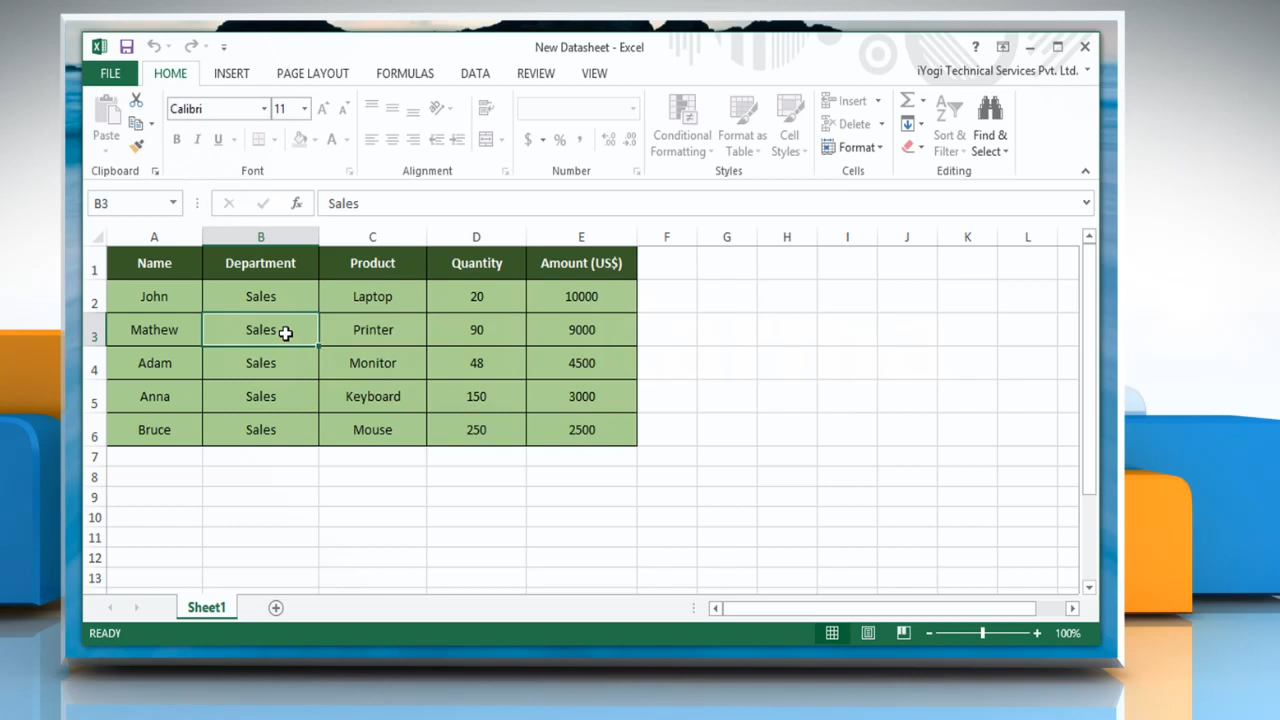 New Datasheet - Excel
?
iYogi Technical Services Pvt. Ltd.
FILE HOME INSERT PAGE LAYOUT FORMULAS DATA REVIEW VIEW
Paste
Calibri 11
B I U A
$ % ,
Conditional Formatting
Format as Table
Cell Styles
Insert
Delete
Format
Sort & Filter
Find & Select
Clipboard Font Alignment Number Styles Cells Editing
B3 fx Sales
A B C D E F G H I J K L
1 Name Department Product Quantity Amount (US$)
2 John Sales Laptop 20 10000
3 Mathew Sales Printer 90 9000
4 Adam Sales Monitor 48 4500
5 Anna Sales Keyboard 150 3000
6 Bruce Sales Mouse 250 2500
7
8
9
10
11
12
13
Sheet1
READY 100%